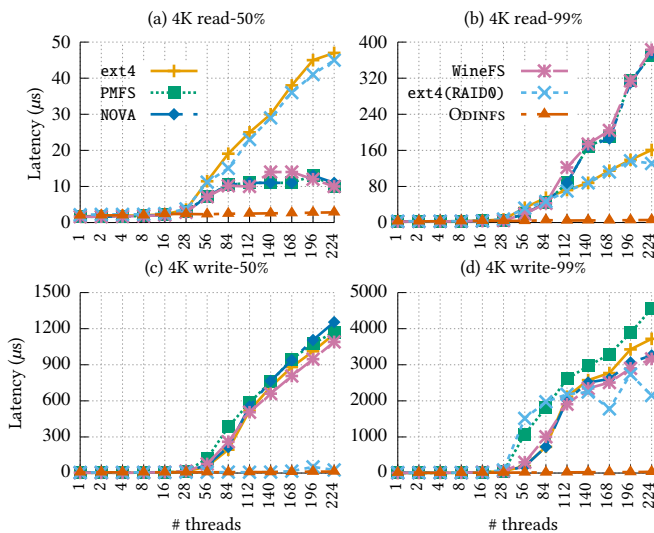 (a) 4K read-50%
(b) 4K read-99%
Latency (µs)
50
40
30
20
10
0
ext4
PMFS
NOVA
1 2 4 8 16 28 56 84 112 140 168 196 224
400
320
240
160
80
0
WineFS
ext4(RAID0)
ODINFS
1 2 4 8 16 28 56 84 112 140 168 196 224
(c) 4K write-50%
(d) 4K write-99%
Latency (µs)
1500
1200
900
600
300
0
1 2 4 8 16 28 56 84 112 140 168 196 224
# threads
5000
4000
3000
2000
1000
0
1 2 4 8 16 28 56 84 112 140 168 196 224
# threads